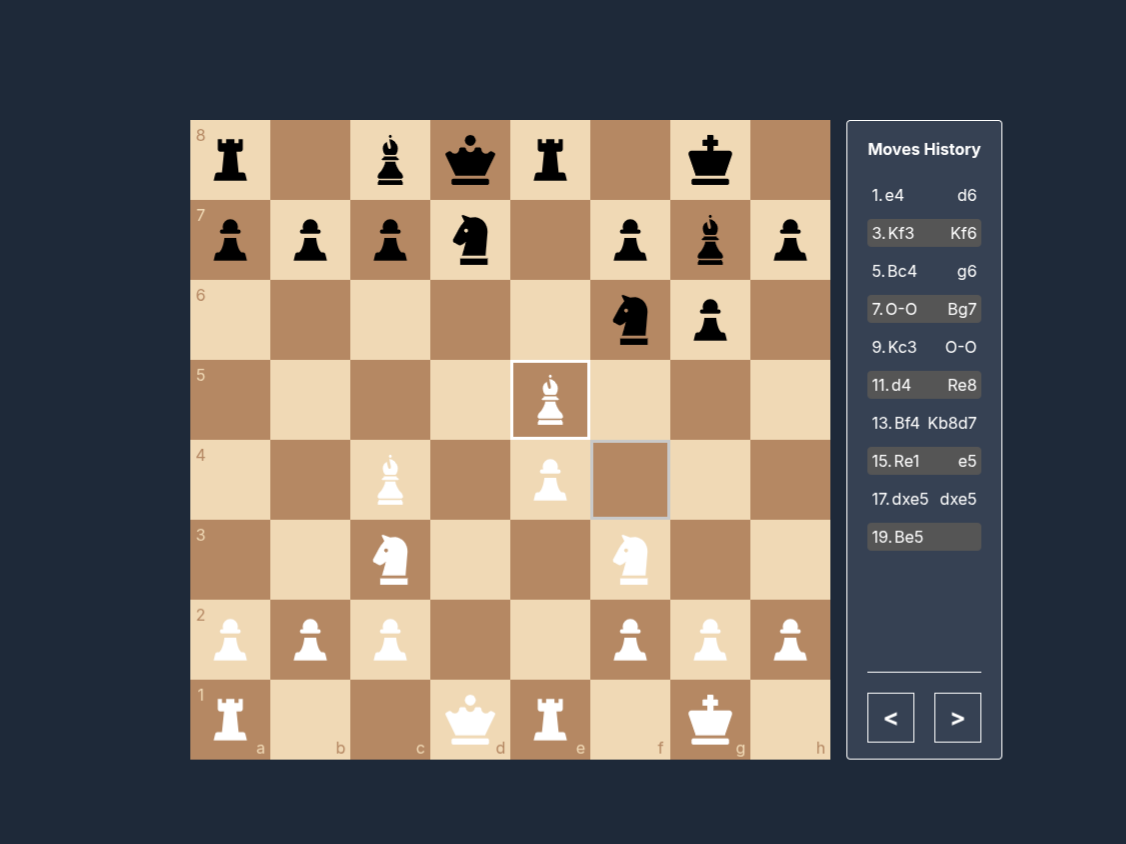 8
7
6
5
4
3
2
1
a b c d e f g h
Moves History
1.e4 d6
3.Kf3 Kf6
5.Bc4 g6
7.O-O Bg7
9.Kc3 O-O
11.d4 Re8
13.Bf4 Kb8d7
15.Re1 e5
17.dxe5 dxe5
19.Be5
< >